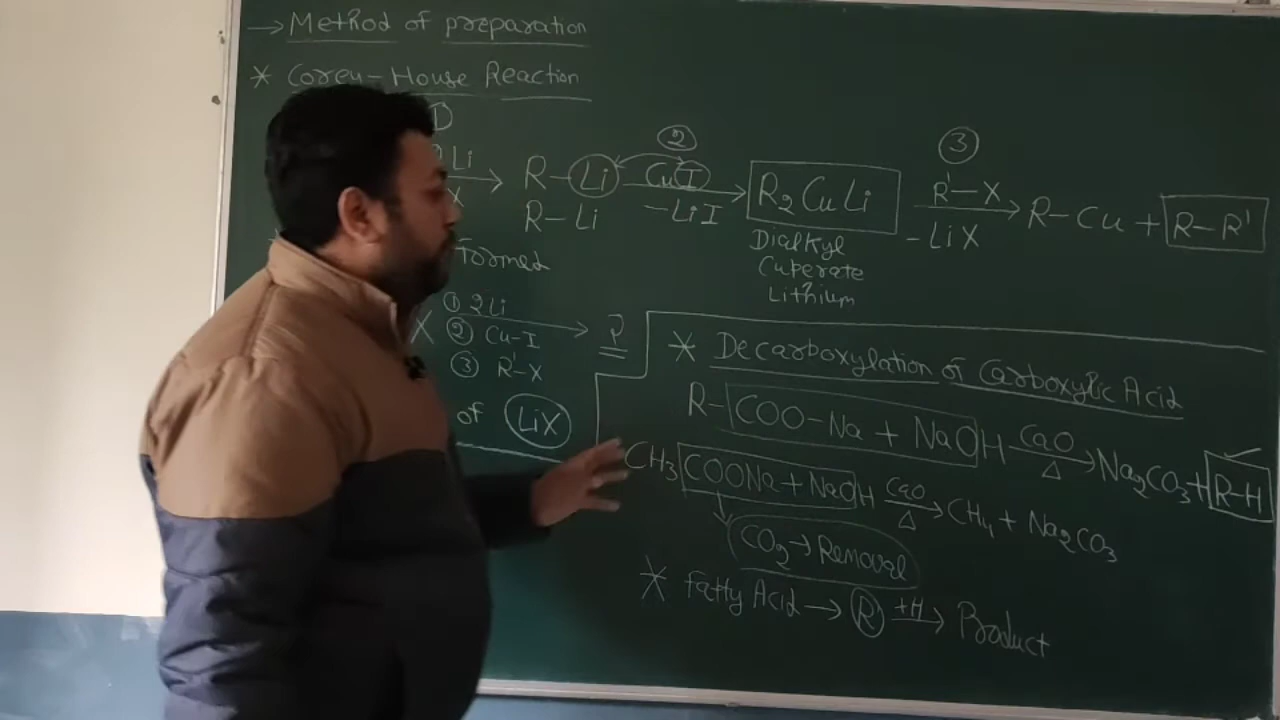 → Method of preparation
* Corey-House Reaction
②
③
Li
X
→ R-Li CuI → R₂CuLi R'-X → R-Cu + R-R'
R-Li -LiI -LiX
Dialkyl
Cuperate
Lithium
formed
X ① 2Li
② Cu-I → P
③ R'-X
of LiX
* Decarboxylation of Carboxylic Acid
R-COO-Na + NaOH CaO Δ → Na₂CO₃ + R-H
CH₃COONa + NaOH CaO Δ → CH₄ + Na₂CO₃
CO₂ → Removal
* Fatty Acid → R +H → Product